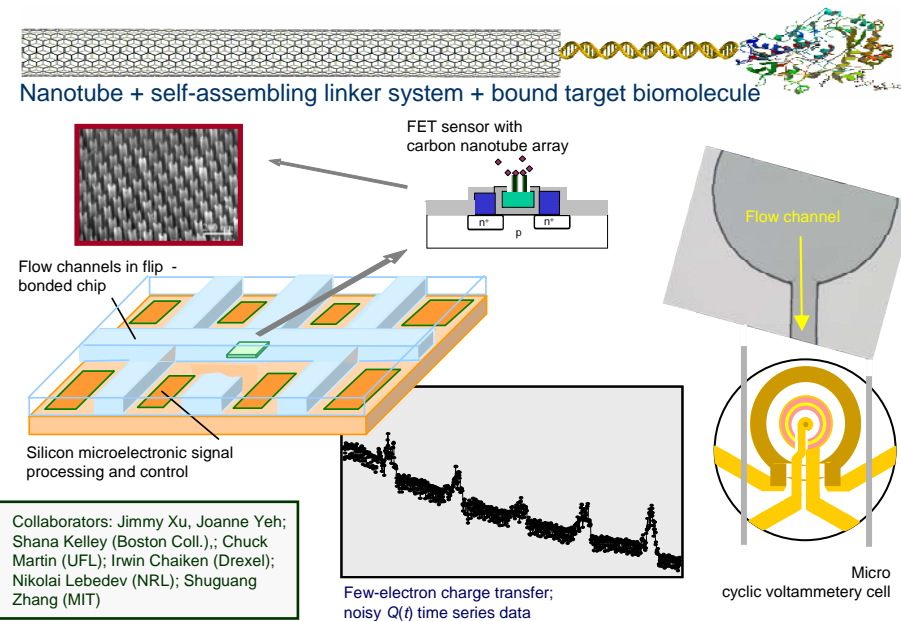 Nanotube + self-assembling linker system + bound target biomolecule
FET sensor with
carbon nanotube array
n+
p
n+
Flow channel
Flow channels in flip -
bonded chip
Silicon microelectronic signal
processing and control
Collaborators: Jimmy Xu, Joanne Yeh;
Shana Kelley (Boston Coll.),; Chuck
Martin (UFL); Irwin Chaiken (Drexel);
Nikolai Lebedev (NRL); Shuguang
Zhang (MIT)
Few-electron charge transfer;
noisy Q(t) time series data
Micro
cyclic voltammetery cell